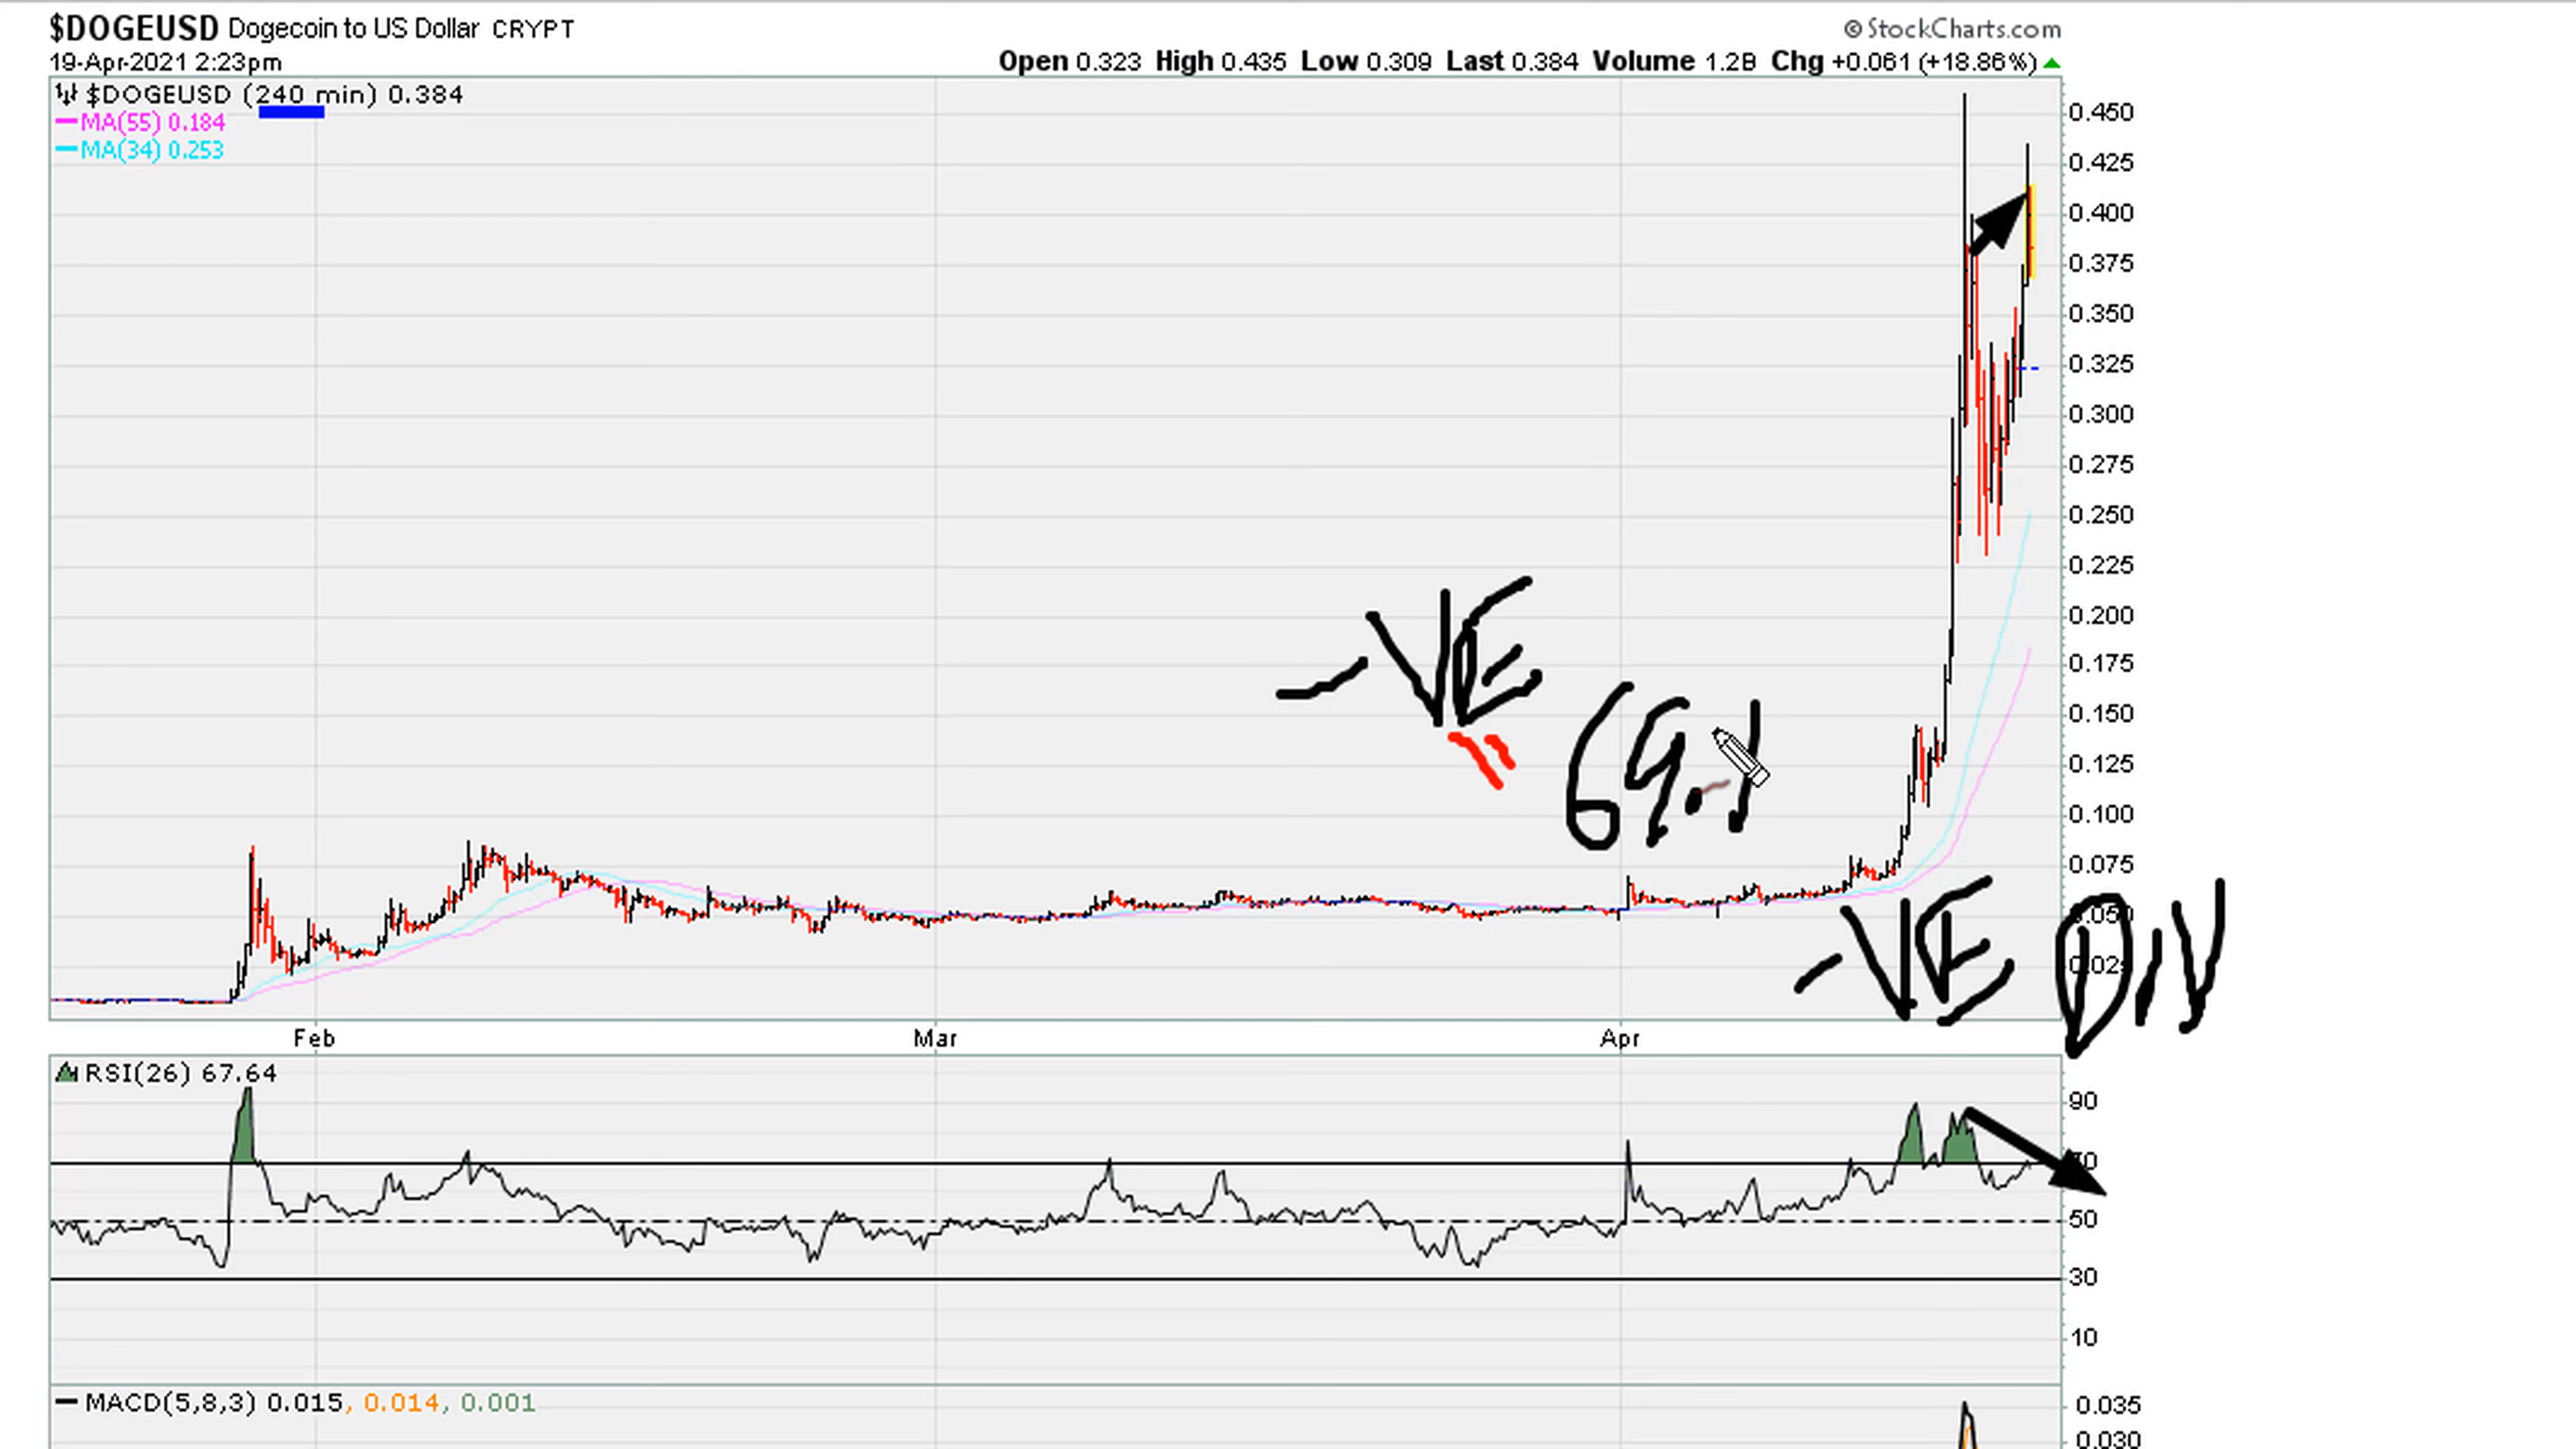 $DOGEUSD Dogecoin to US Dollar CRYPT
© StockCharts.com
19-Apr-2021 2:23pm
Open 0.323 High 0.435 Low 0.309 Last 0.384 Volume 1.2B Chg +0.061 (+18.86%)
$DOGEUSD (240 min) 0.384
MA(55) 0.184
MA(34) 0.253
0.450
0.425
0.400
0.375
0.350
0.325
0.300
0.275
0.250
0.225
0.200
0.175
0.150
0.125
0.100
0.075
0.050
-VE
-VE DIV
Feb Mar Apr
RSI(26) 67.64
90
70
50
30
10
MACD(5,8,3) 0.015, 0.014, 0.001
0.035
0.030